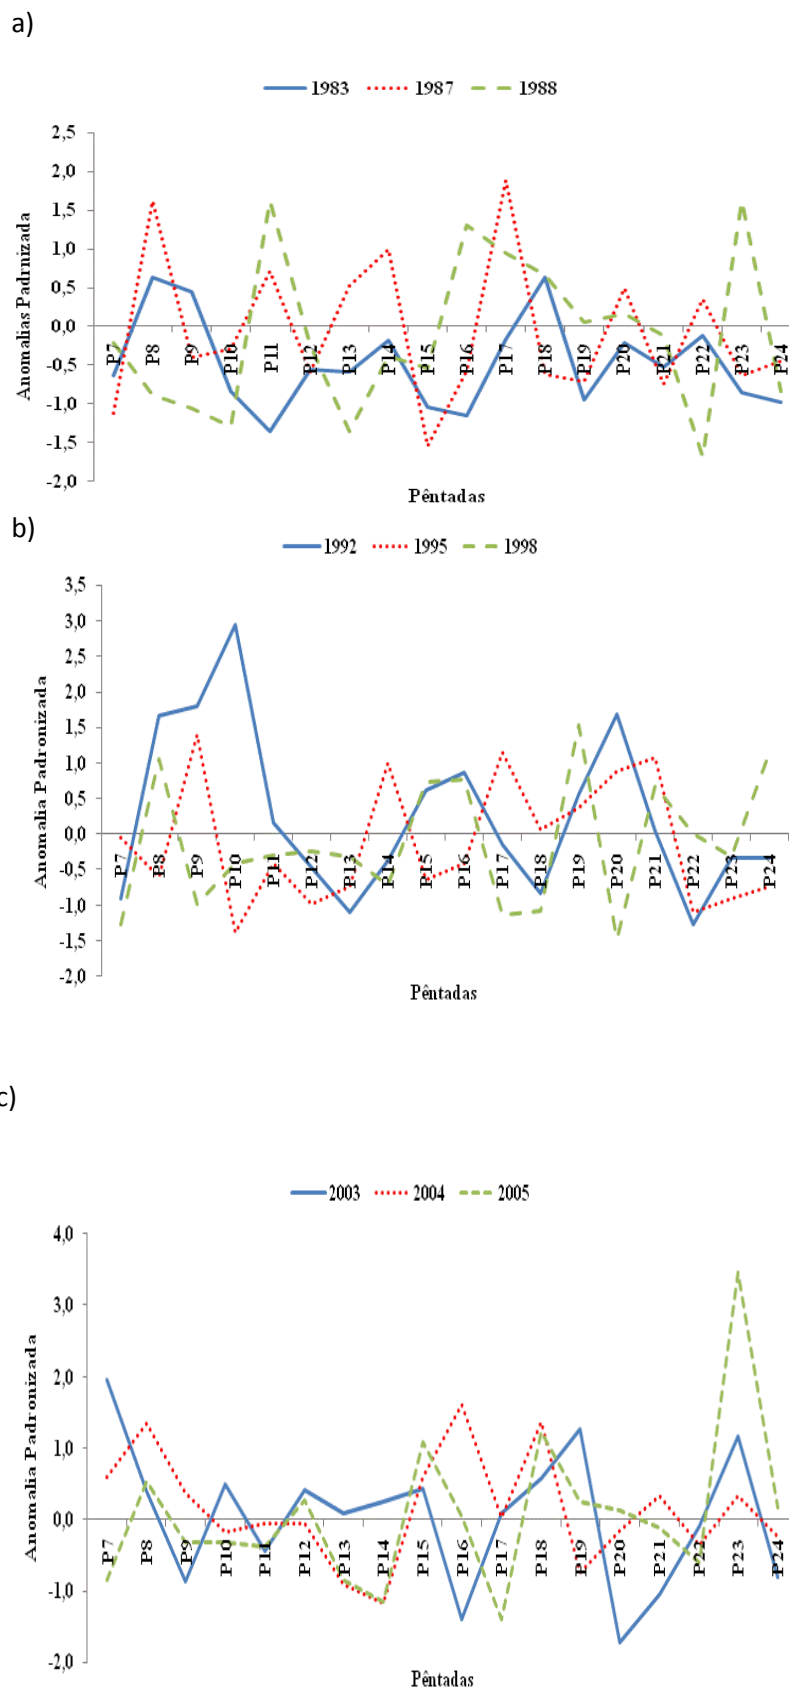 a)
1983 1987 1988
2,5
2,0
1,5
1,0
0,5
0,0
-0,5
-1,0
-1,5
-2,0
Anomalias Padrnizada
P7 P8 P9 P10 P11 P12 P13 P14 P15 P16 P17 P18 P19 P20 P21 P22 P23 P24
Pêntadas
b)
1992 1995 1998
3,5
3,0
2,5
2,0
1,5
1,0
0,5
0,0
-0,5
-1,0
-1,5
-2,0
Anomalia Padronizada
P7 P8 P9 P10 P11 P12 P13 P14 P15 P16 P17 P18 P19 P20 P21 P22 P23 P24
Pêntadas
c)
2003 2004 2005
4,0
3,0
2,0
1,0
0,0
-1,0
-2,0
Anomalia Padronizada
P7 P8 P9 P10 P11 P12 P13 P14 P15 P16 P17 P18 P19 P20 P21 P22 P23 P24
Pêntadas